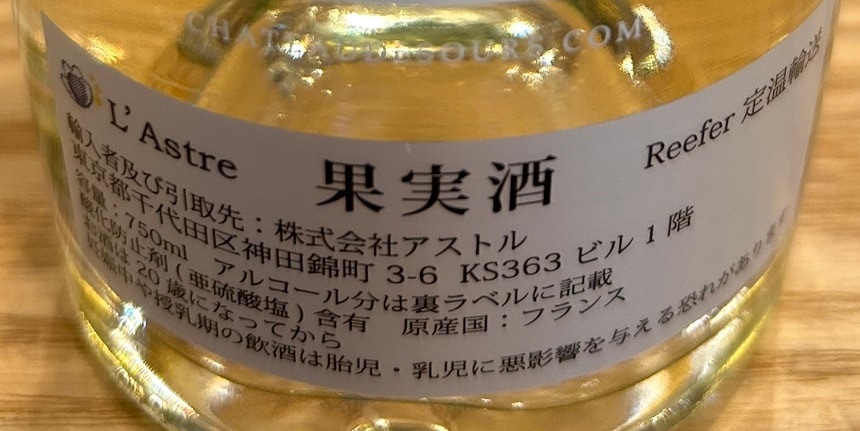 CHATEAUDESOURS.COM
L'Astre
果実酒
Reefer 定温輸送
輸入者及び引取先：株式会社アストル
東京都千代田区神田錦町 3-6 KS363 ビル 1 階
容量：750ml アルコール分は裏ラベルに記載
酸化防止剤 (亜硫酸塩) 含有 原産国：フランス
お酒は 20 歳になってから
妊娠中や授乳期の飲酒は胎児・乳児に悪影響を与える恐れがあります